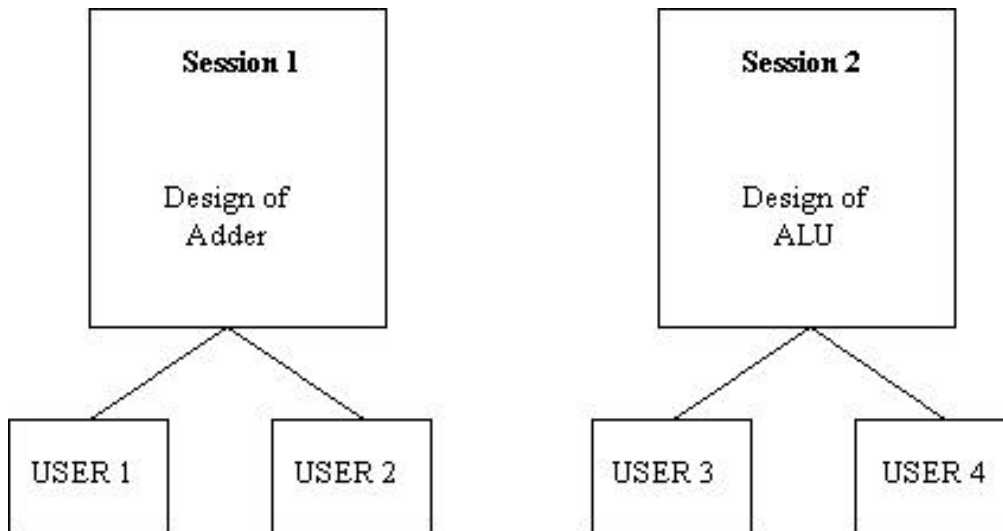 Session 1
Design of
Adder
Session 2
Design of
ALU
USER 1
USER 2
USER 3
USER 4